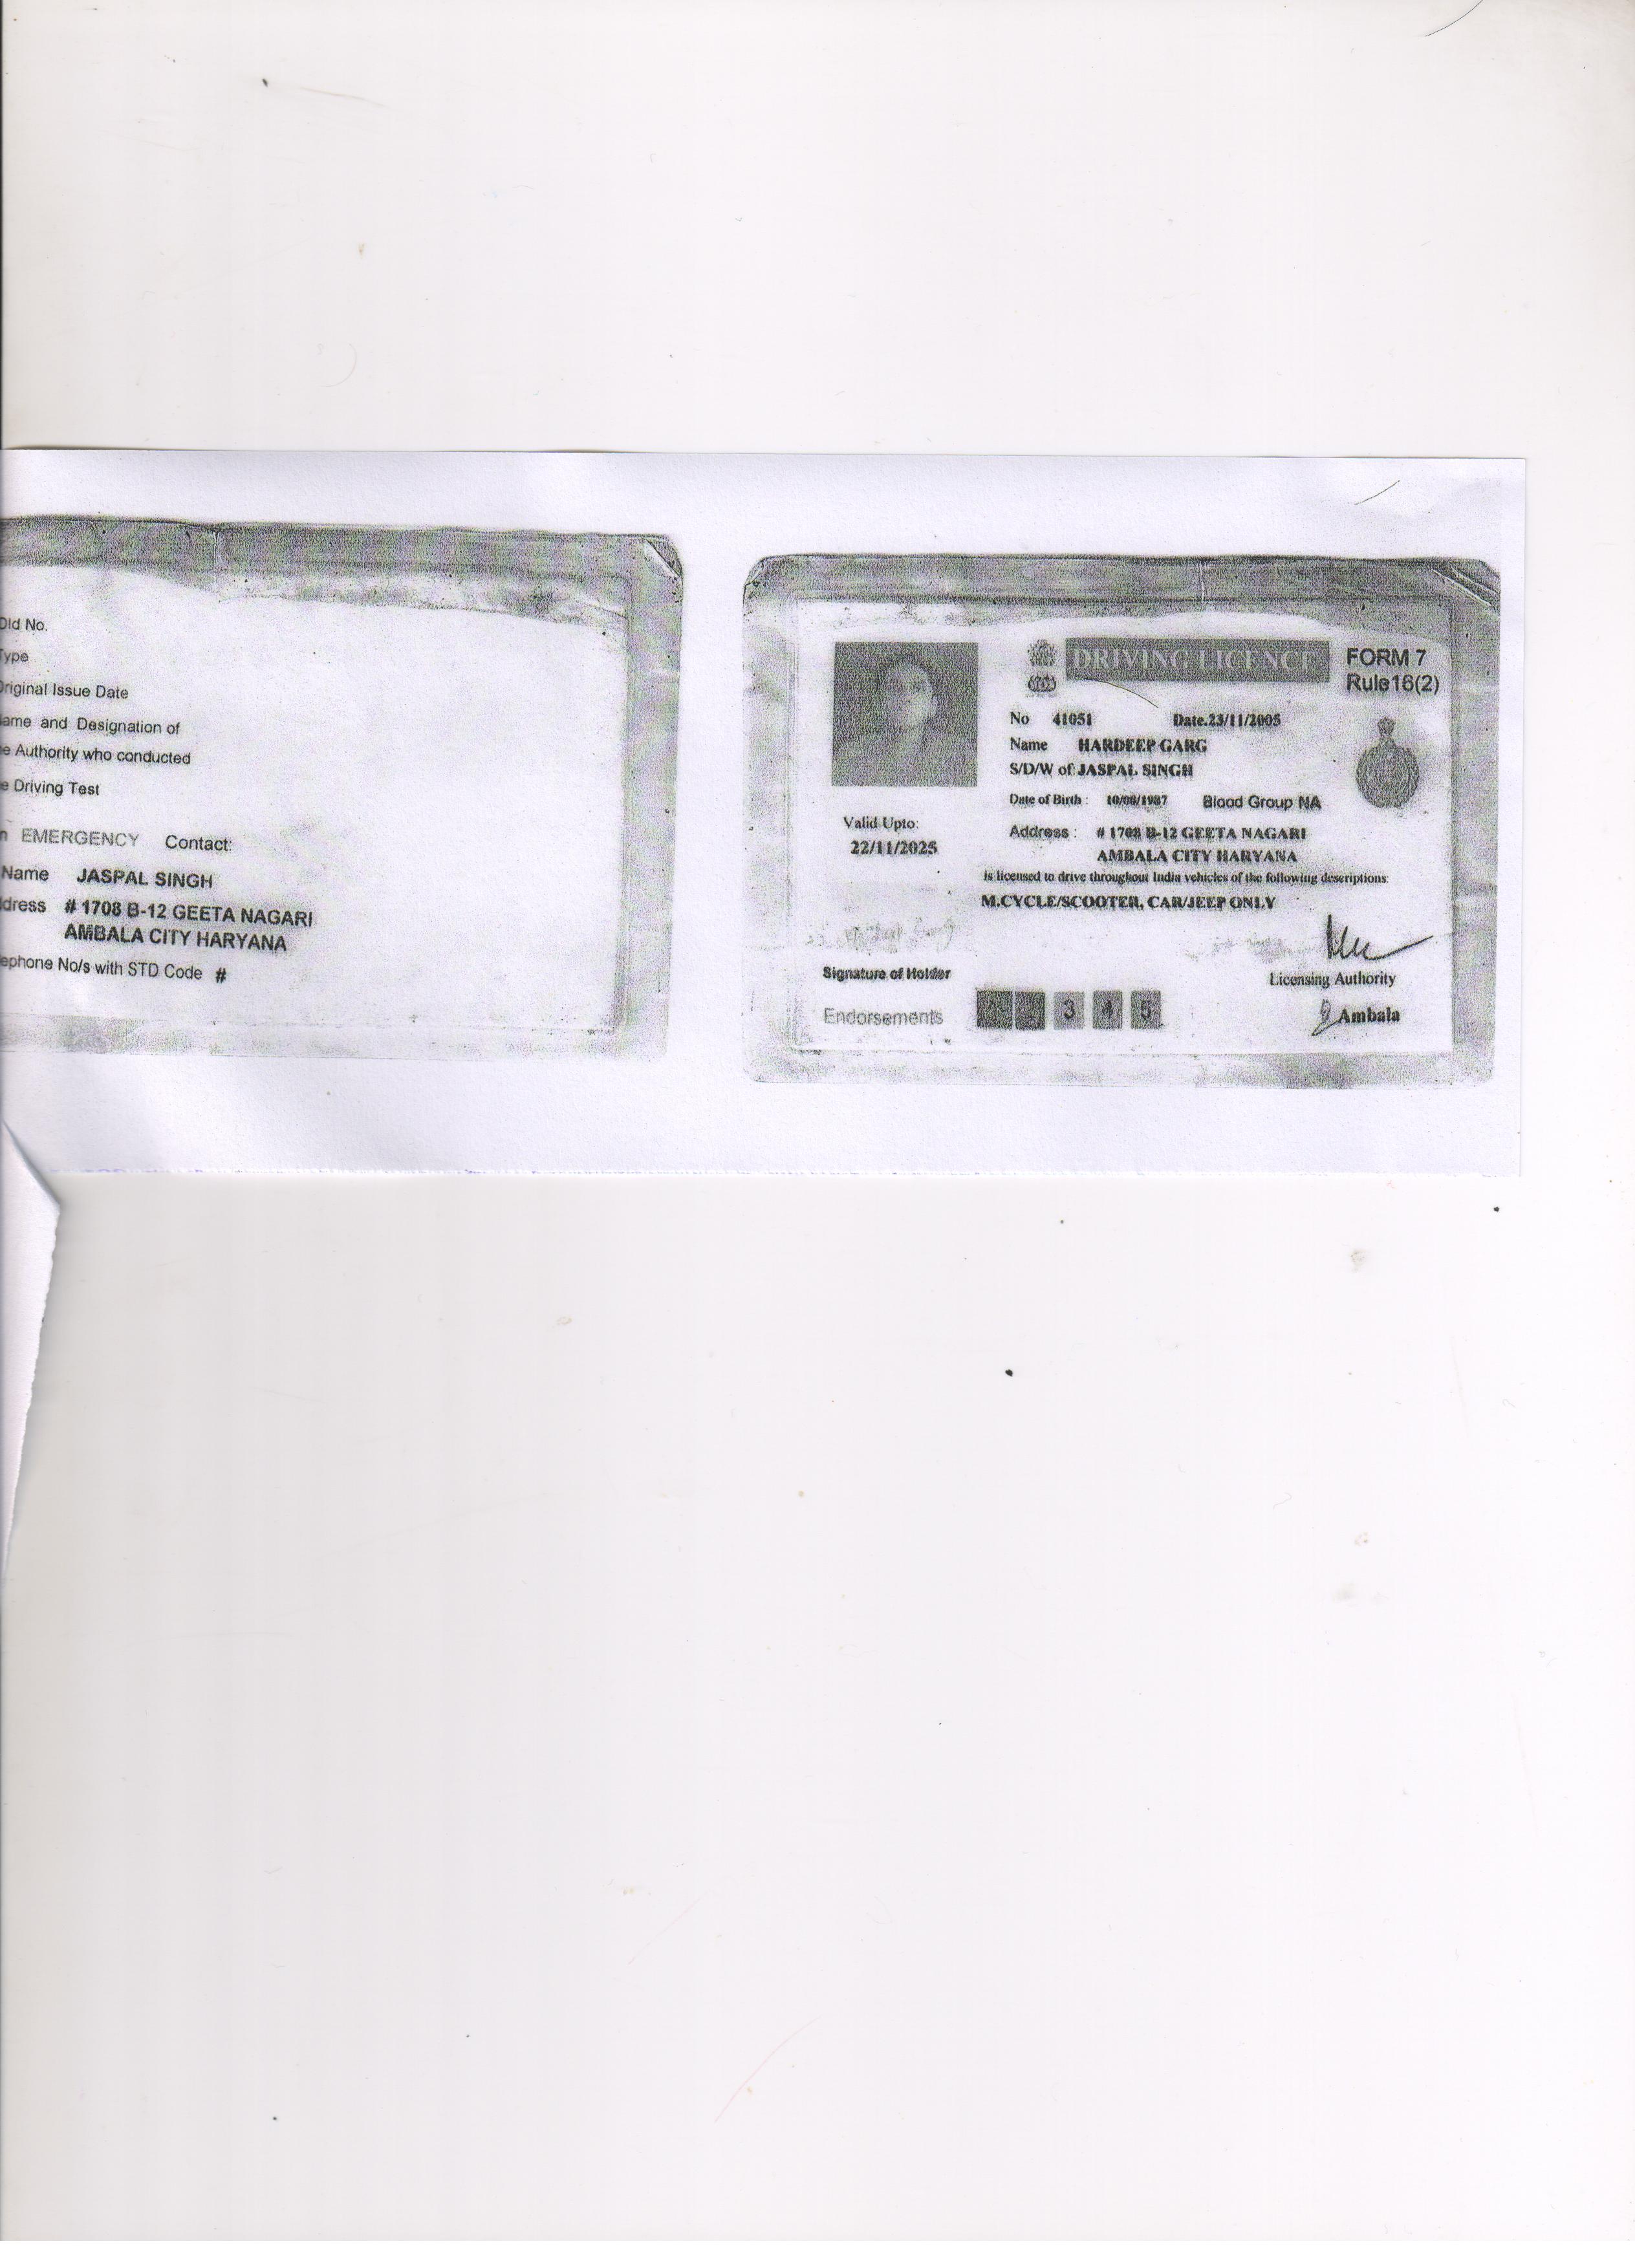 Old No.
Type
Original Issue Date
ame and Designation of
e Authority who conducted
e Driving Test
n EMERGENCY Contact:
Name JASPAL SINGH
dress # 1708 B-12 GEETA NAGARI
AMBALA CITY HARYANA
ephone No/s with STD Code #
DRIVING LICENCE FORM 7
Rule16(2)
No 41051 Date.23/11/2005
Name HARDEEP GARG
S/D/W of JASPAL SINGH
Date of Birth : 1987 Blood Group NA
Valid Upto:
22/11/2025
Address : # 1708 B-12 GEETA NAGARI
AMBALA CITY HARYANA
is licensed to drive throughout India vehicles of the following descriptions
M.CYCLE/SCOOTER, CAR/JEEP ONLY
Signature of Holder
Licensing Authority
Endorsements 1 2 3 4 5
Ambala